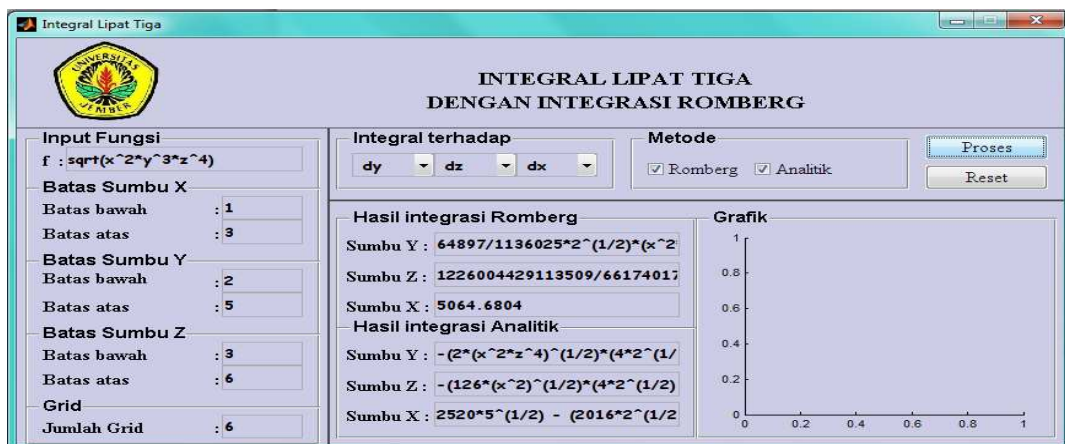 Integral Lipat Tiga
UNIVERSITAS
JEMBER
INTEGRAL LIPAT TIGA
DENGAN INTEGRASI ROMBERG
Input Fungsi
f : sqrt(x^2*y^3*z^4)
Batas Sumbu X
Batas bawah : 1
Batas atas : 3
Batas Sumbu Y
Batas bawah : 2
Batas atas : 5
Batas Sumbu Z
Batas bawah : 3
Batas atas : 6
Grid
Jumlah Grid : 6
Integral terhadap
dy dz dx
Metode
Romberg Analitik
Proses
Reset
Hasil integrasi Romberg
Sumbu Y : 64897/1136025*2^(1/2)*(x^2
Sumbu Z : 1226004429113509/66174017
Sumbu X : 5064.6804
Hasil integrasi Analitik
Sumbu Y : -(2*(x^2*z^4)^(1/2)*(4*2^(1/
Sumbu Z : -(126*(x^2)^(1/2)*(4*2^(1/2)
Sumbu X : 2520*5^(1/2) - (2016*2^(1/2
Grafik
1
0.8
0.6
0.4
0.2
0
0 0.2 0.4 0.6 0.8 1